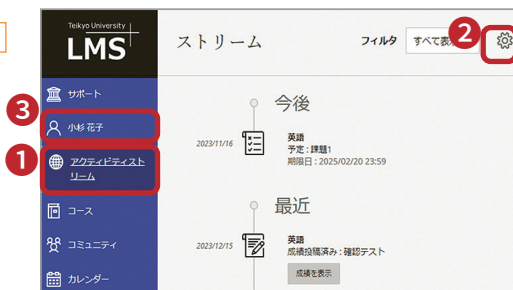 Teikyo University
LMS
ストリーム
フィルタ
すべて表
2
サポート
3
小杉 花子
1
アクティビティスト
リーム
コース
コミュニティ
カレンダー
今後
2023/11/16
英語
予定 : 課題1
期限日 : 2025/02/20 23:59
最近
2023/12/15
英語
成績投稿済み : 確認テスト
成績を表示